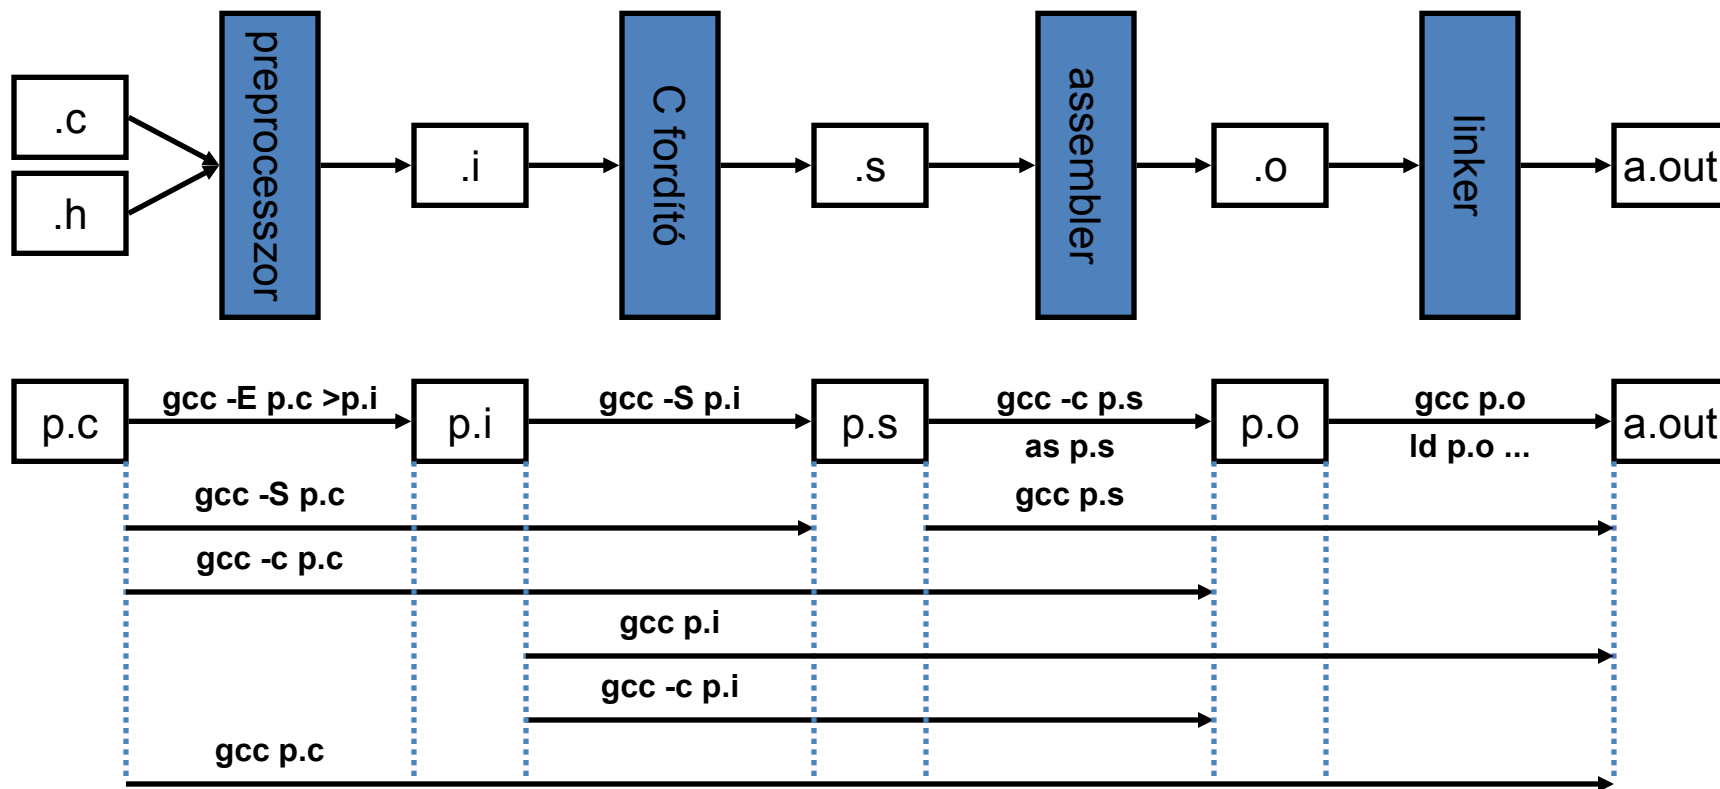 .c
.h
preprocesszor
.i
C fordító
.s
assembler
.o
linker
a.out
p.c
gcc -E p.c >p.i
p.i
gcc -S p.i
p.s
gcc -c p.s
as p.s
p.o
gcc p.o
ld p.o ...
a.out
gcc -S p.c
gcc p.s
gcc -c p.c
gcc p.i
gcc -c p.i
gcc p.c